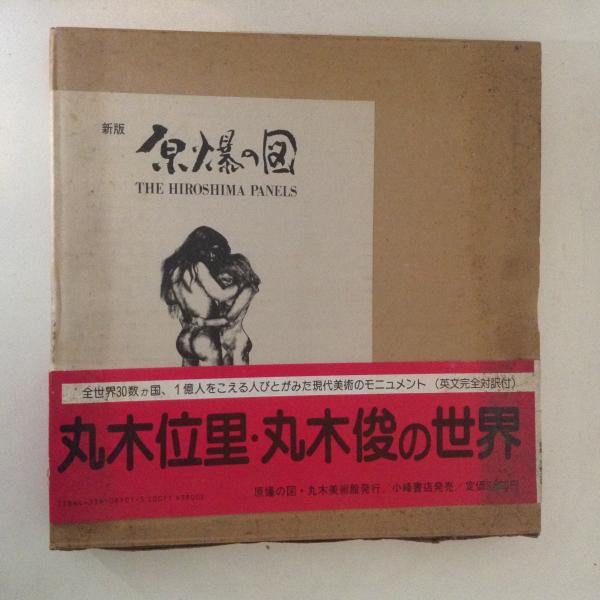 新版
原爆の図
THE HIROSHIMA PANELS
全世界30数ヵ国、1億人をこえる人びとがみた現代美術のモニュメント（英文完全対訳付）
丸木位里・丸木俊の世界
原爆の図・丸木美術館発行／小峰書店発売／定価